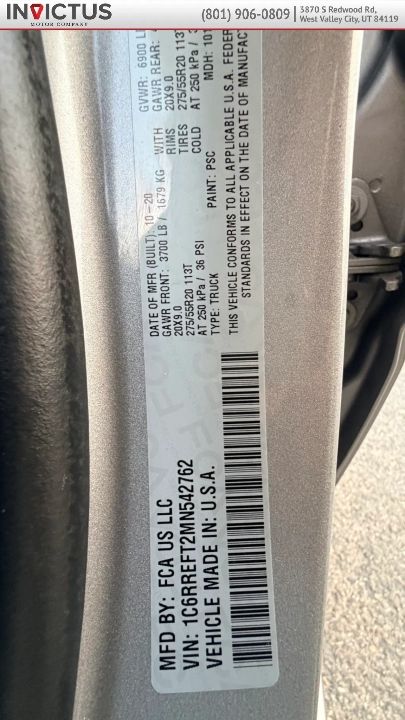 INVICTUS
MOTOR COMPANY
(801) 906-0809
3870 S Redwood Rd,
West Valley City, UT 84119
MFD BY: FCA US LLC
VIN: 1C6RREFT2MN542762
VEHICLE MADE IN: U.S.A.
DATE OF MFR (BUILT): 10-20
GAWR FRONT: 3700 LB / 1679 KG WITH
20X9.0 RIMS
275/55R20 113T TIRES
AT 250 kPa / 36 PSI COLD
TYPE: TRUCK PAINT: PSC
GVWR: 6900
GAWR REAR:
20X9.0
275/55R20 113T
AT 250 kPa /
MDH:
THIS VEHICLE CONFORMS TO ALL APPLICABLE U.S.A.
STANDARDS IN EFFECT ON THE DATE OF